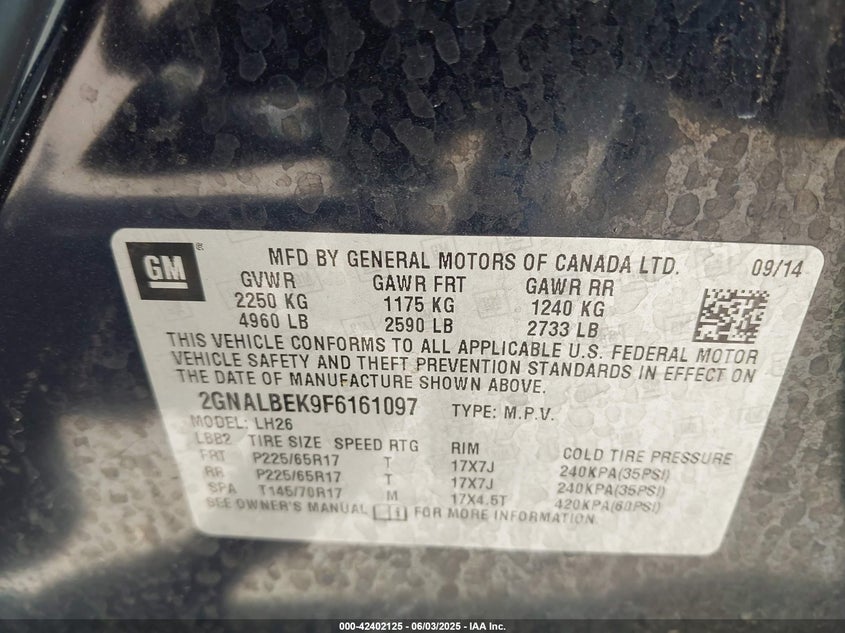 GM ®
MFD BY GENERAL MOTORS OF CANADA LTD. 09/14
GVWR GAWR FRT GAWR RR
2250 KG 1175 KG 1240 KG
4960 LB 2590 LB 2733 LB
THIS VEHICLE CONFORMS TO ALL APPLICABLE U.S. FEDERAL MOTOR
VEHICLE SAFETY AND THEFT PREVENTION STANDARDS IN EFFECT ON
THE DATE OF MANUFACTURE SHOWN ABOVE.
2GNALBEK9F6161097 TYPE: M.P.V.
MODEL: LH26
LBB2 TIRE SIZE SPEED RTG RIM COLD TIRE PRESSURE
FRT P225/65R17 T 17X7J 240KPA(35PSI)
RR P225/65R17 T 17X7J 240KPA(35PSI)
SPA T145/70R17 M 17X4.5T 420KPA(60PSI)
SEE OWNER'S MANUAL FOR MORE INFORMATION.
000-42402125 - 06/03/2025 - IAA Inc.